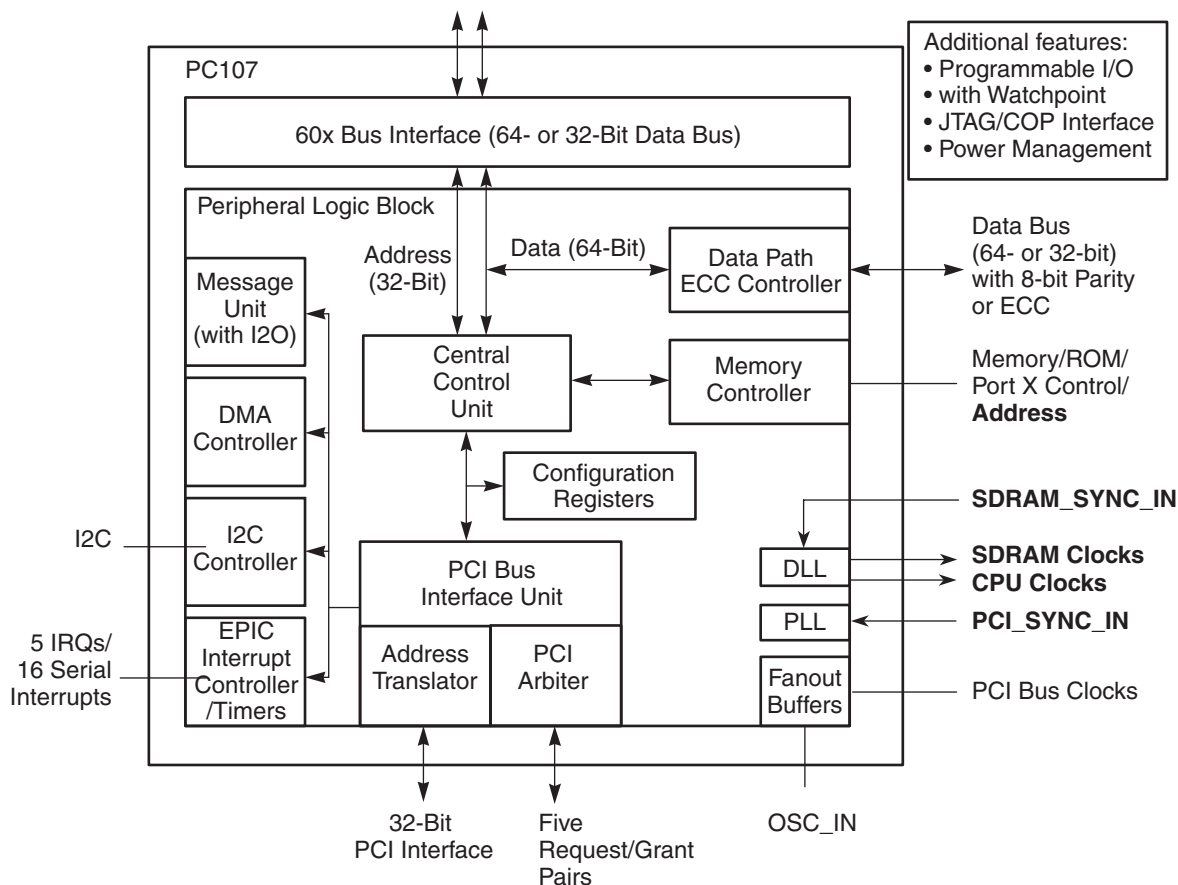 PC107
Additional features:
• Programmable I/O
• with Watchpoint
• JTAG/COP Interface
• Power Management
60x Bus Interface (64- or 32-Bit Data Bus)
Peripheral Logic Block
Address
(32-Bit)
Data (64-Bit)
Data Path
ECC Controller
Data Bus
(64- or 32-bit)
with 8-bit Parity
or ECC
Message
Unit
(with I2O)
Central
Control
Unit
Memory
Controller
Memory/ROM/
Port X Control/
Address
DMA
Controller
Configuration
Registers
SDRAM_SYNC_IN
I2C
I2C
Controller
PCI Bus
Interface Unit
DLL
SDRAM Clocks
CPU Clocks
PLL
PCI_SYNC_IN
5 IRQs/
16 Serial
Interrupts
EPIC
Interrupt
Controller
/Timers
Address
Translator
PCI
Arbiter
Fanout
Buffers
PCI Bus Clocks
32-Bit
PCI Interface
Five
Request/Grant
Pairs
OSC_IN